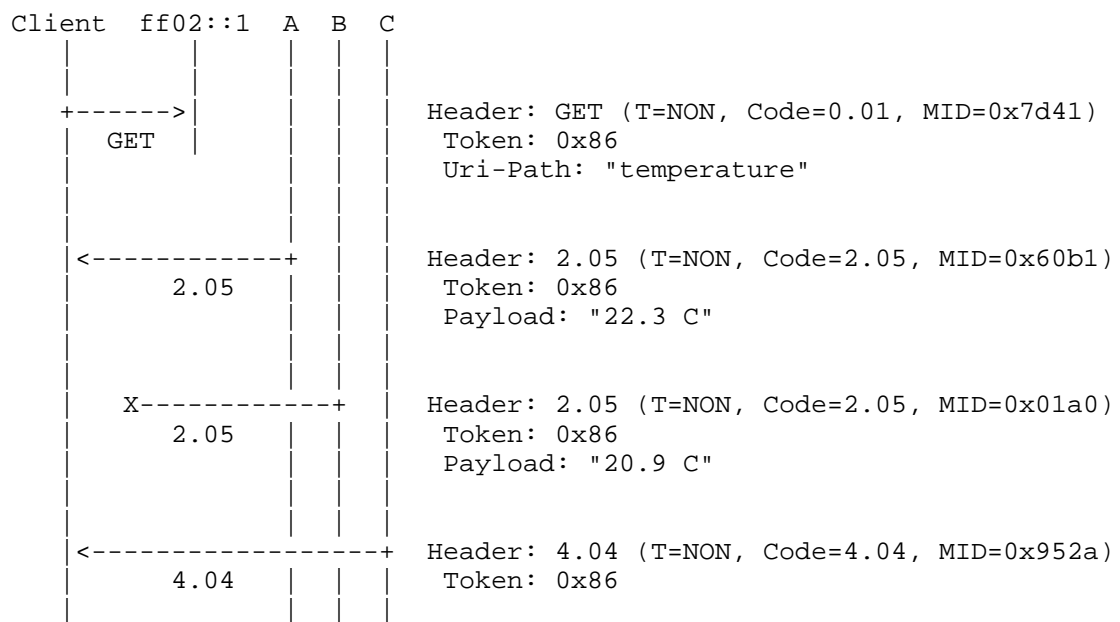 Client ff02::1 A B C
GET
Header: GET (T=NON, Code=0.01, MID=0x7d41)
Token: 0x86
Uri-Path: "temperature"
2.05
Header: 2.05 (T=NON, Code=2.05, MID=0x60b1)
Token: 0x86
Payload: "22.3 C"
X
2.05
Header: 2.05 (T=NON, Code=2.05, MID=0x01a0)
Token: 0x86
Payload: "20.9 C"
4.04
Header: 4.04 (T=NON, Code=4.04, MID=0x952a)
Token: 0x86